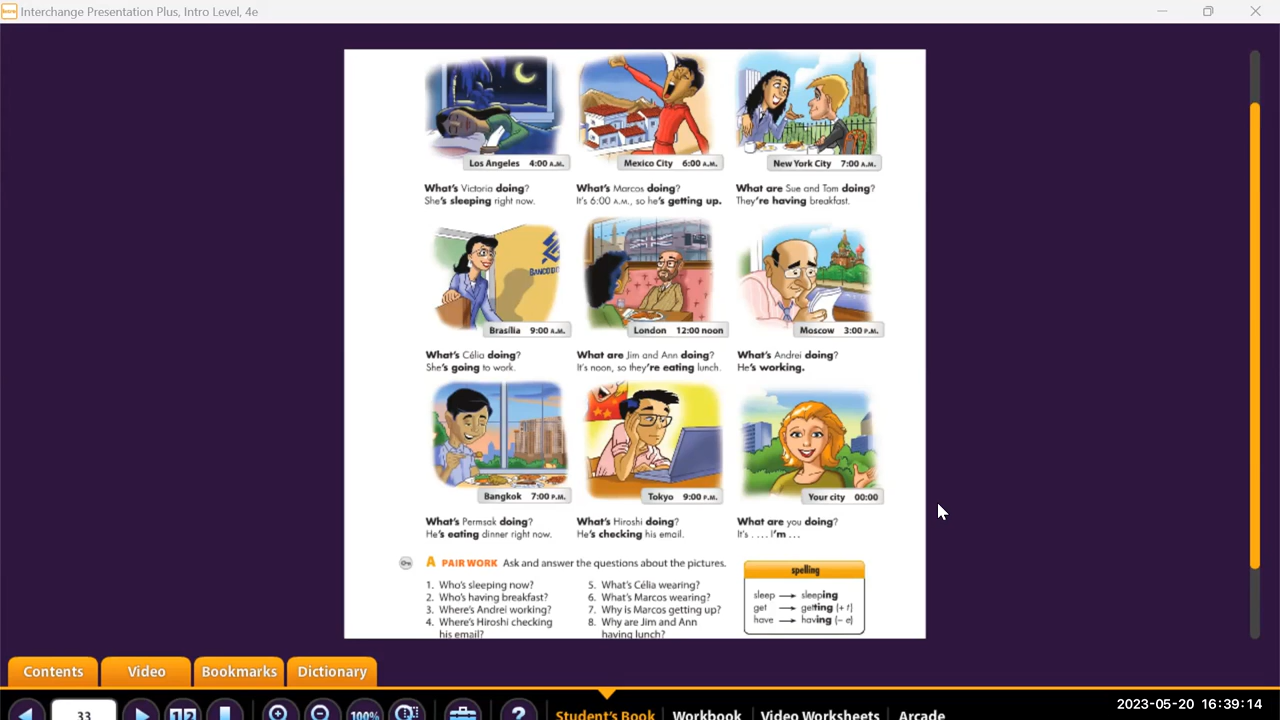 Interchange Presentation Plus, Intro Level, 4e
Los Angeles 4:00 A.M.
Mexico City 6:00 A.M.
New York City 7:00 A.M.
What's Victoria doing?
She's sleeping right now.
What's Marcos doing?
It's 6:00 A.M., so he's getting up.
What are Sue and Tom doing?
They're having breakfast.
BANCO DO
Brasília 9:00 A.M.
London 12:00 noon
Moscow 3:00 P.M.
What's Célia doing?
She's going to work.
What are Jim and Ann doing?
It's noon, so they're eating lunch.
What's Andrei doing?
He's working.
Bangkok 7:00 P.M.
Tokyo 9:00 P.M.
Your city 00:00
What's Permsak doing?
He's eating dinner right now.
What's Hiroshi doing?
He's checking his email.
What are you doing?
It's . . . . I'm . . .
A PAIR WORK Ask and answer the questions about the pictures.
1. Who's sleeping now?
2. Who's having breakfast?
3. Where's Andrei working?
4. Where's Hiroshi checking
his email?
5. What's Célia wearing?
6. What's Marcos wearing?
7. Why is Marcos getting up?
8. Why are Jim and Ann
having lunch?
spelling
sleep → sleeping
get → getting (+ t)
have → having (– e)
Contents
Video
Bookmarks
Dictionary
33
100%
?
Student's Book
Workbook
Video Worksheets
Arcade
2023-05-20 16:39:14